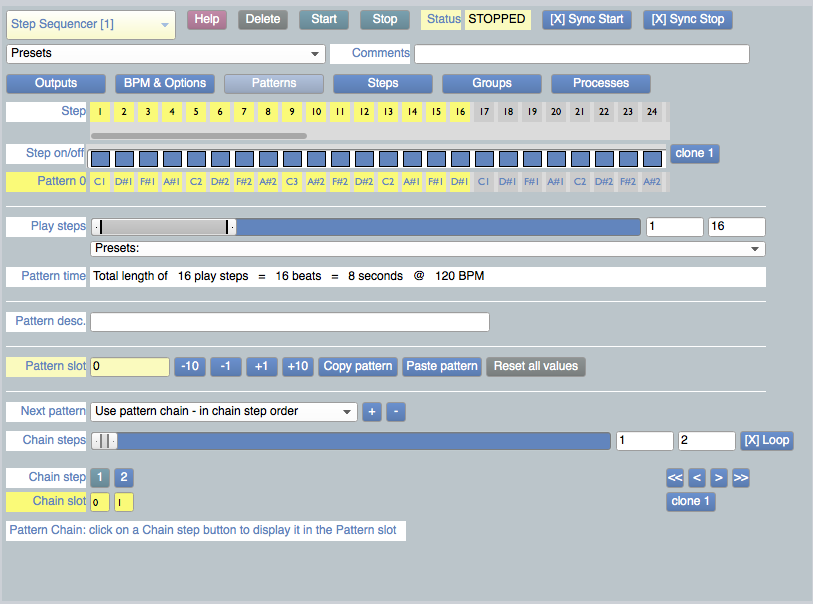 Step Sequencer [1] Help Delete Start Stop Status STOPPED [X] Sync Start [X] Sync Stop
Presets Comments
Outputs BPM & Options Patterns Steps Groups Processes
Step 1 2 3 4 5 6 7 8 9 10 11 12 13 14 15 16 17 18 19 20 21 22 23 24
Step on/off clone 1
Pattern 0 C1 D#1 F#1 A#1 C2 D#2 F#2 A#2 C3 A#2 F#2 D#2 C2 A#1 F#1 D#1 C1 D#1 F#1 A#1 C2 D#2 F#2 A#2
Play steps 1 16
Presets:
Pattern time Total length of 16 play steps = 16 beats = 8 seconds @ 120 BPM
Pattern desc.
Pattern slot 0 -10 -1 +1 +10 Copy pattern Paste pattern Reset all values
Next pattern Use pattern chain - in chain step order + -
Chain steps 1 2 [X] Loop
Chain step 1 2 << < > >>
Chain slot 0 1 clone 1
Pattern Chain: click on a Chain step button to display it in the Pattern slot